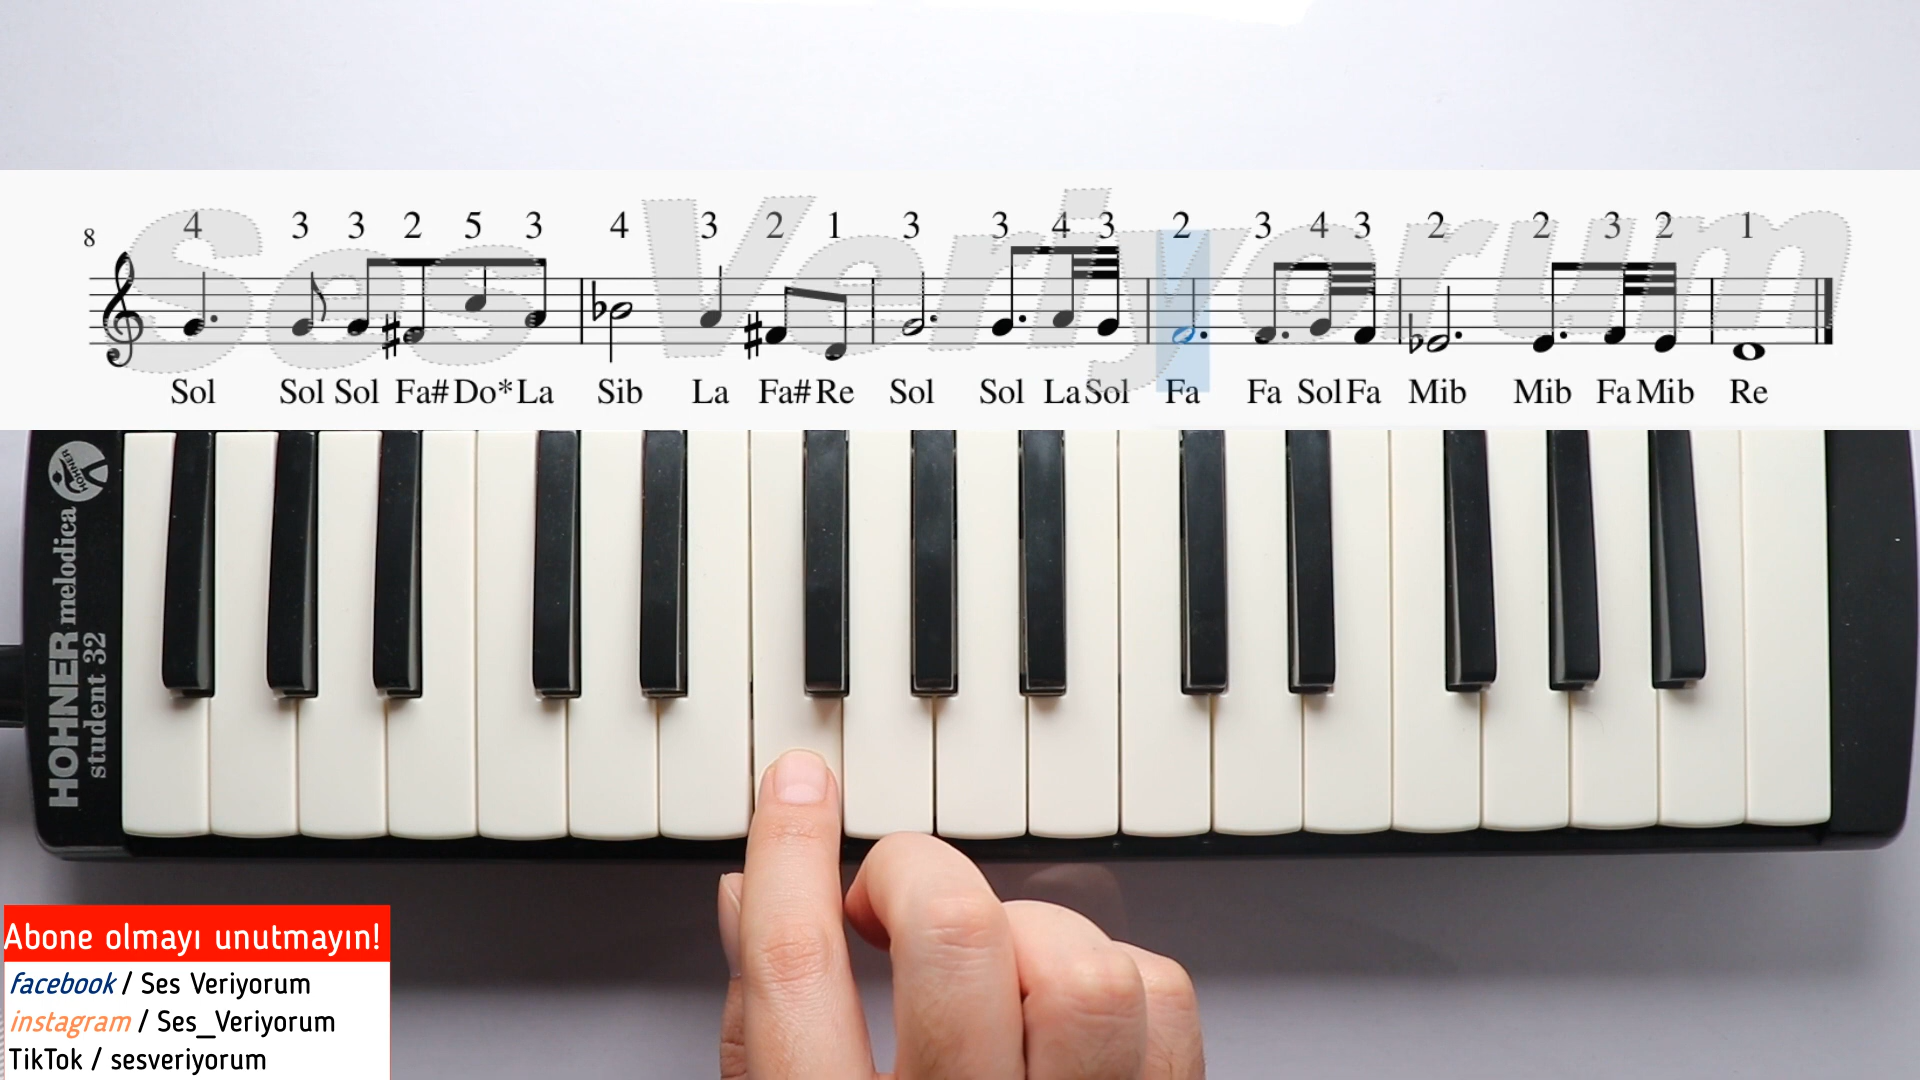 4 3 3 2 5 3 4 3 2 1 3 3 4 3 2 3 4 3 2 2 3 2 1
8
Ses Veriyorum
Sol Sol Sol Fa# Do* La Sib La Fa# Re Sol Sol La Sol Fa Fa Sol Fa Mib Mib Fa Mib Re
HOHNER
HOHNER melodica
student 32
Abone olmayı unutmayın!
facebook / Ses Veriyorum
instagram / Ses_Veriyorum
TikTok / sesveriyorum